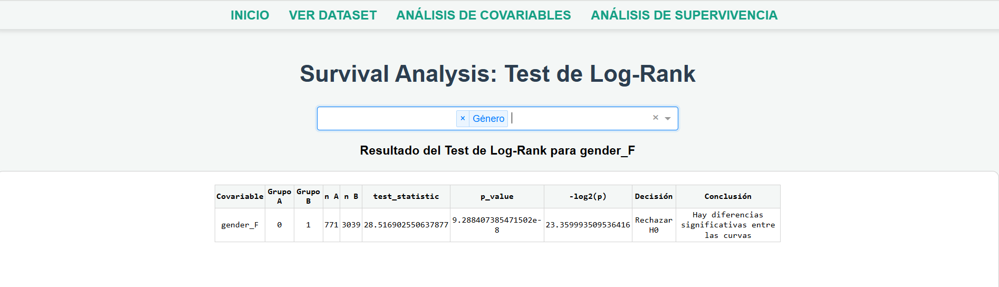 INICIO VER DATASET ANÁLISIS DE COVARIABLES ANÁLISIS DE SUPERVIVENCIA
Survival Analysis: Test de Log-Rank
× Género × 
Resultado del Test de Log-Rank para gender_F
Covariable Grupo A Grupo B n A n B test_statistic p_value -log2(p) Decisión Conclusión
gender_F 0 1 771 3039 28.516902550637877 9.288407385471502e-8 23.359993509536416 Rechazar H0 Hay diferencias significativas entre las curvas